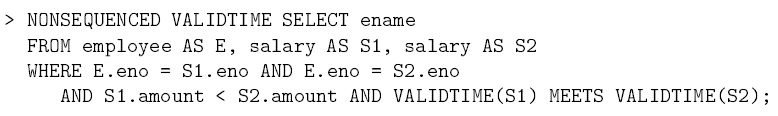 > NONSEQUENCED VALIDTIME SELECT ename
FROM employee AS E, salary AS S1, salary AS S2
WHERE E.eno = S1.eno AND E.eno = S2.eno
AND S1.amount < S2.amount AND VALIDTIME(S1) MEETS VALIDTIME(S2);